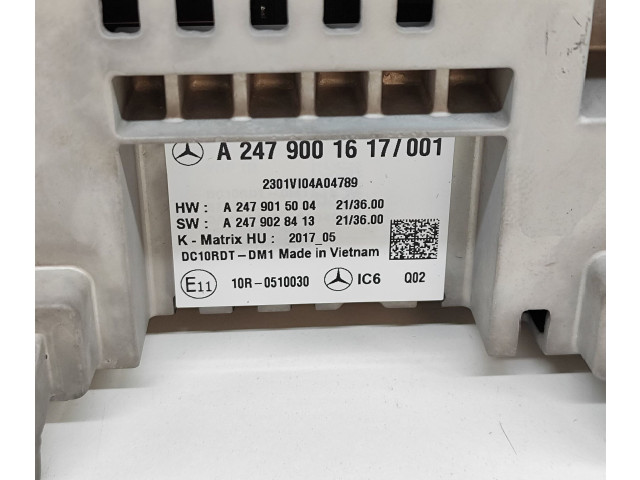 A 247 900 16 17/001
2301VI04A04789
HW : A 247 901 50 04 21/36.00
SW : A 247 902 84 13 21/36.00
K - Matrix HU : 2017_05
DC10RDT-DM1 Made in Vietnam
E11 10R-0510030 IC6 Q02